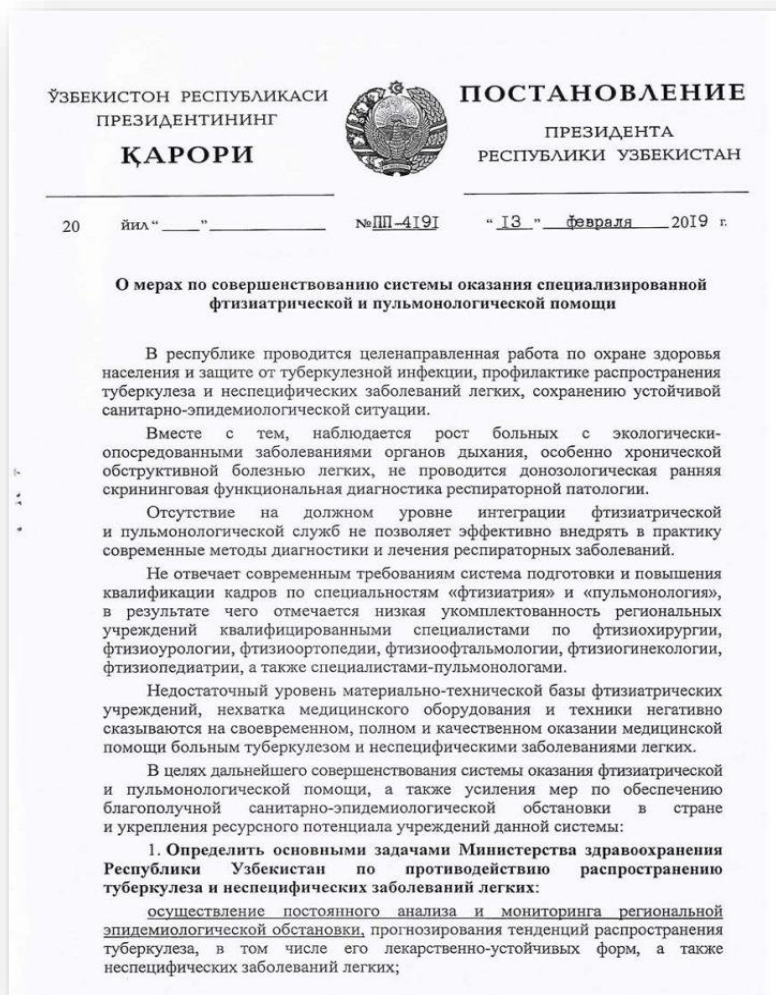 ЎЗБЕКИСТОН РЕСПУБЛИКАСИ
ПРЕЗИДЕНТИНИНГ
ҚАРОРИ
ПОСТАНОВЛЕНИЕ
ПРЕЗИДЕНТА
РЕСПУБЛИКИ УЗБЕКИСТАН
20 йил “____”____________ №ПП-4191 “ 13 ” февраля 2019 г.
О мерах по совершенствованию системы оказания специализированной
фтизиатрической и пульмонологической помощи
В республике проводится целенаправленная работа по охране здоровья
населения и защите от туберкулезной инфекции, профилактике распространения
туберкулеза и неспецифических заболеваний легких, сохранению устойчивой
санитарно-эпидемиологической ситуации.
Вместе с тем, наблюдается рост больных с экологически-
опосредованными заболеваниями органов дыхания, особенно хронической
обструктивной болезнью легких, не проводится донозологическая ранняя
скрининговая функциональная диагностика респираторной патологии.
Отсутствие на должном уровне интеграции фтизиатрической
и пульмонологической служб не позволяет эффективно внедрять в практику
современные методы диагностики и лечения респираторных заболеваний.
Не отвечает современным требованиям система подготовки и повышения
квалификации кадров по специальностям «фтизиатрия» и «пульмонология»,
в результате чего отмечается низкая укомплектованность региональных
учреждений квалифицированными специалистами по фтизиохирургии,
фтизиоурологии, фтизиоортопедии, фтизиоофтальмологии, фтизиогинекологии,
фтизиопедиатрии, а также специалистами-пульмонологами.
Недостаточный уровень материально-технической базы фтизиатрических
учреждений, нехватка медицинского оборудования и техники негативно
сказываются на своевременном, полном и качественном оказании медицинской
помощи больным туберкулезом и неспецифическими заболеваниями легких.
В целях дальнейшего совершенствования системы оказания фтизиатрической
и пульмонологической помощи, а также усиления мер по обеспечению
благополучной санитарно-эпидемиологической обстановки в стране
и укрепления ресурсного потенциала учреждений данной системы:
1. Определить основными задачами Министерства здравоохранения
Республики Узбекистан по противодействию распространению
туберкулеза и неспецифических заболеваний легких:
осуществление постоянного анализа и мониторинга региональной
эпидемиологической обстановки, прогнозирования тенденций распространения
туберкулеза, в том числе его лекарственно-устойчивых форм, а также
неспецифических заболеваний легких;